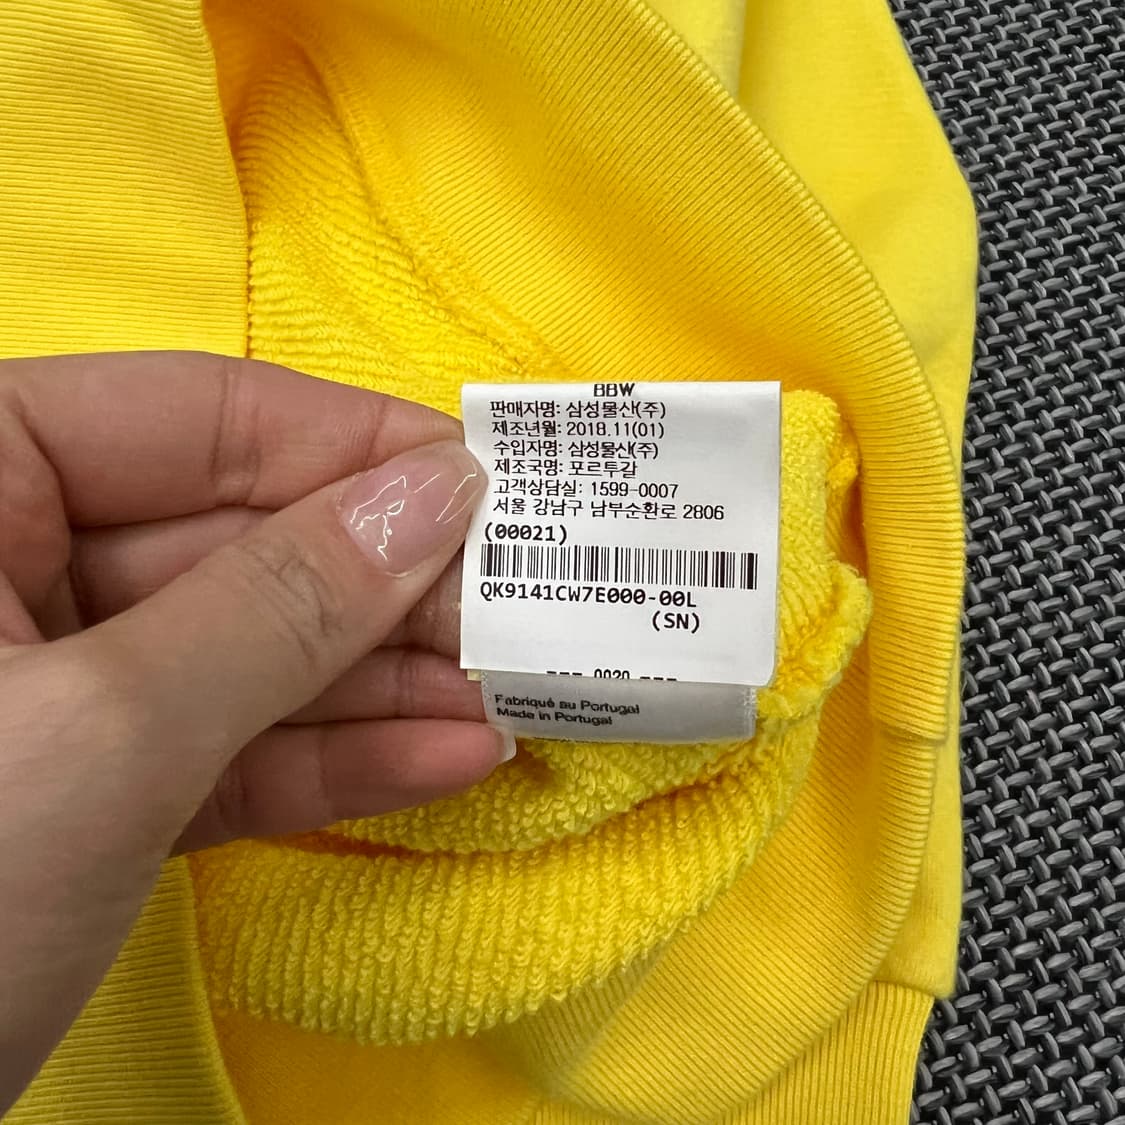 BBW
판매자명: 삼성물산(주)
제조년월: 2018.11(01)
수입자명: 삼성물산(주)
제조국명: 포르투갈
고객상담실: 1599-0007
서울 강남구 남부순환로 2806
(00021)
QK9141CW7E000-00L
(SN)
--- 0020 ---
Fabriqué au Portugal
Made in Portugal